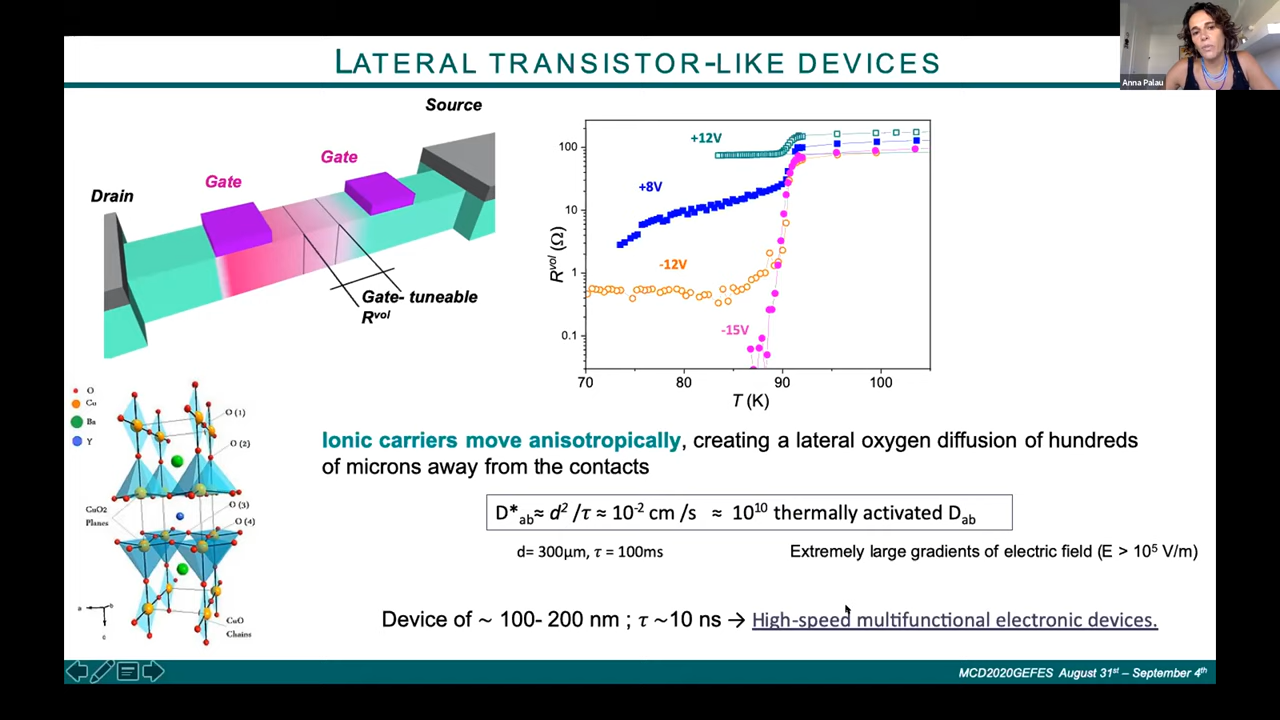 Anna Palau
LATERAL TRANSISTOR-LIKE DEVICES
Source
Gate
Gate
Drain
Gate- tuneable
Rvol
+12V
+8V
-12V
-15V
100
10
1
0.1
Rvol (Ω)
70 80 90 100
T (K)
O
Cu
Ba
Y
O (1)
O (2)
O (3)
O (4)
CuO2
Planes
CuO
Chains
a b
c
Ionic carriers move anisotropically, creating a lateral oxygen diffusion of hundreds
of microns away from the contacts
D*ab≈ d² /τ ≈ 10⁻² cm /s ≈ 10¹⁰ thermally activated Dab
d= 300µm, τ = 100ms
Extremely large gradients of electric field (E > 10⁵ V/m)
Device of ~ 100- 200 nm ; τ ~10 ns → High-speed multifunctional electronic devices.
MCD2020GEFES August 31st – September 4th